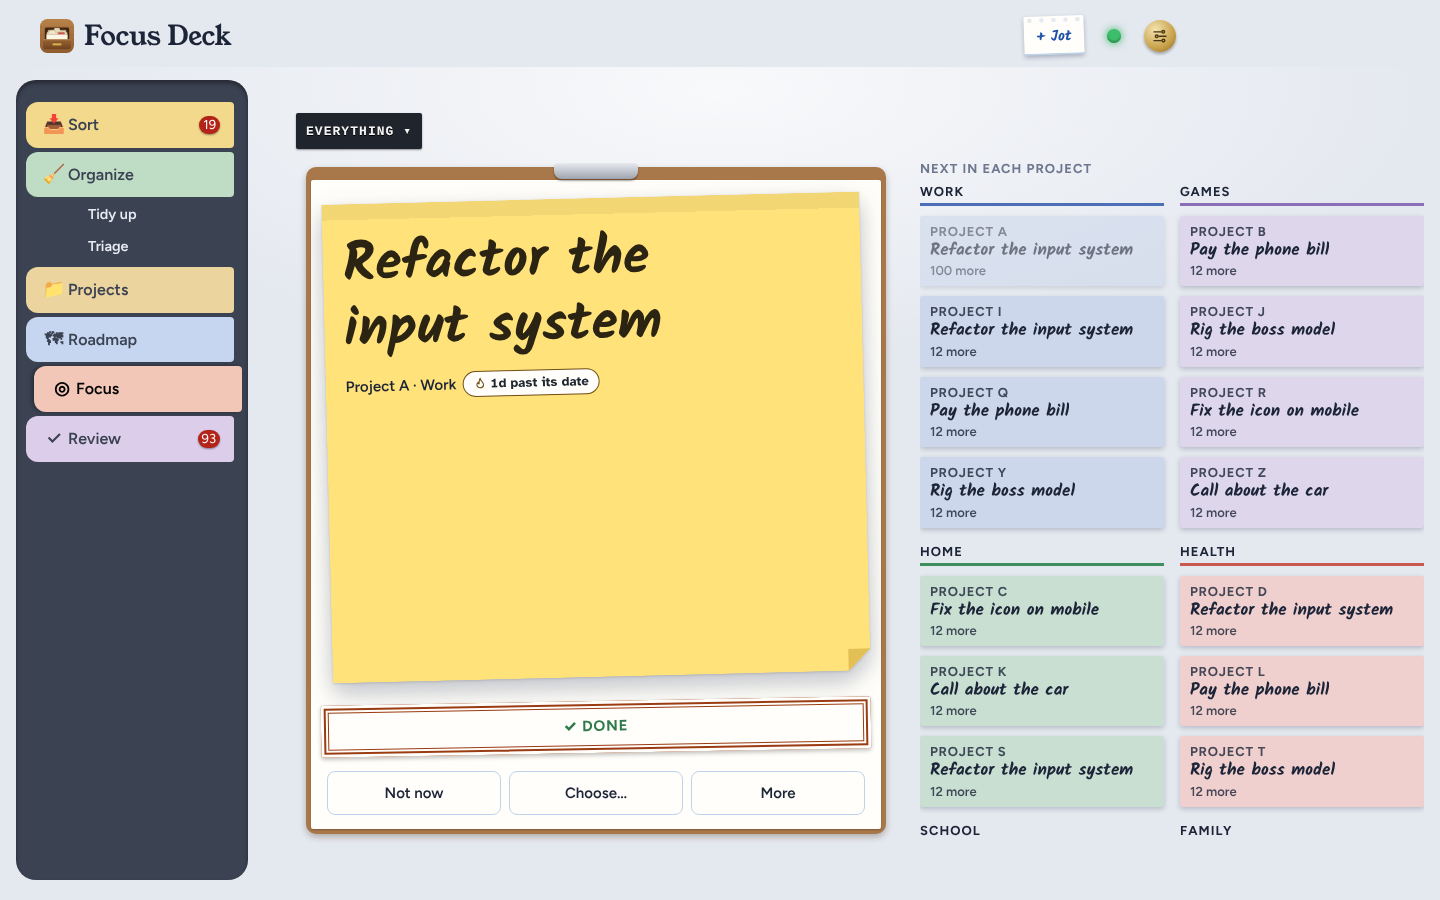 Focus Deck
+ Jot
Sort 19
Organize
Tidy up
Triage
Projects
Roadmap
Focus
Review 93
EVERYTHING ▾
Refactor the
input system
Project A · Work 1d past its date
✓ DONE
Not now
Choose...
More
NEXT IN EACH PROJECT
WORK
PROJECT A
Refactor the input system
100 more
PROJECT I
Refactor the input system
12 more
PROJECT Q
Pay the phone bill
12 more
PROJECT Y
Rig the boss model
12 more
GAMES
PROJECT B
Pay the phone bill
12 more
PROJECT J
Rig the boss model
12 more
PROJECT R
Fix the icon on mobile
12 more
PROJECT Z
Call about the car
12 more
HOME
PROJECT C
Fix the icon on mobile
12 more
PROJECT K
Call about the car
12 more
PROJECT S
Refactor the input system
12 more
HEALTH
PROJECT D
Refactor the input system
12 more
PROJECT L
Pay the phone bill
12 more
PROJECT T
Rig the boss model
12 more
SCHOOL
FAMILY